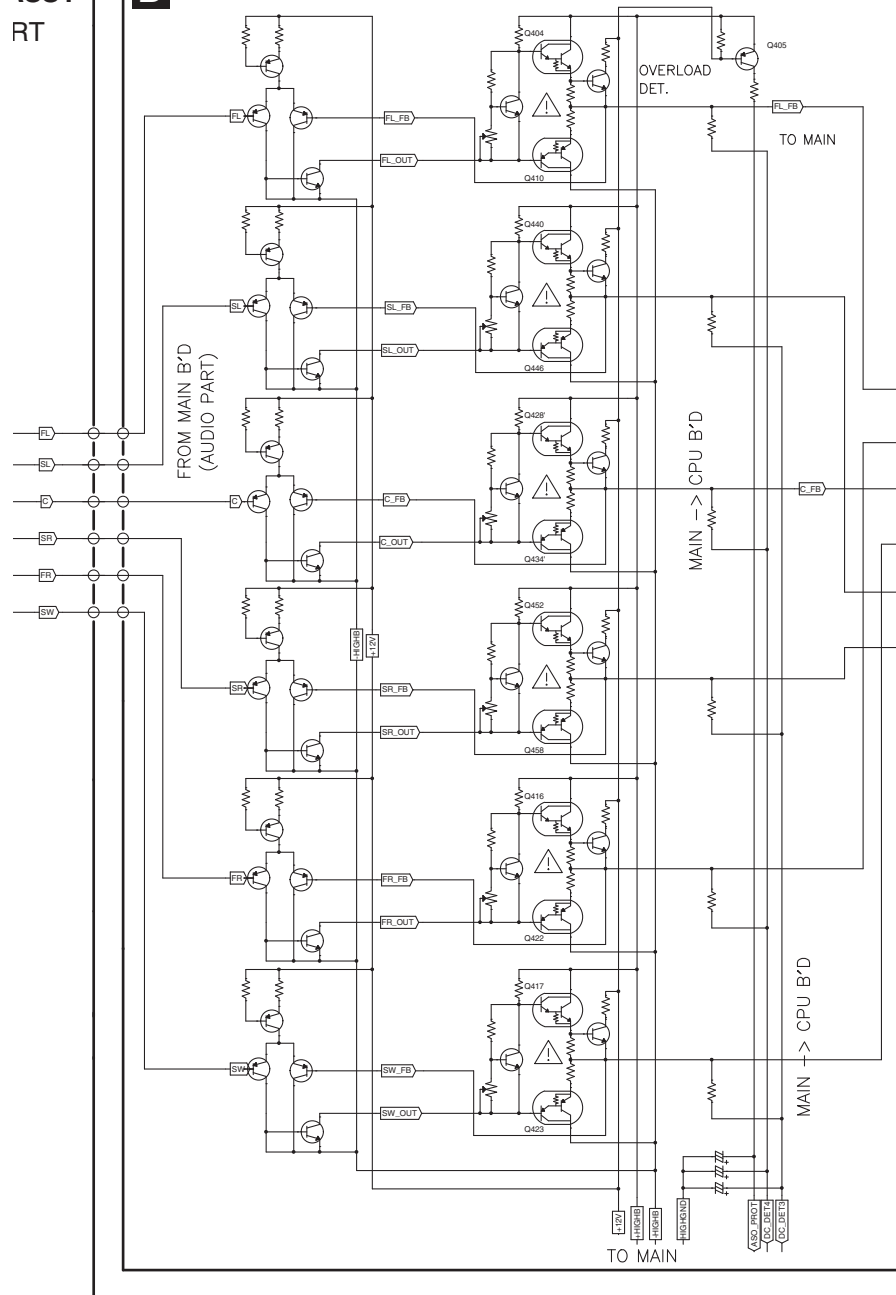 RT
Q404
Q405
OVERLOAD
DET.
FL
FL_FB
FL_FB
TO MAIN
FL_OUT
Q410
Q440
SL
SL_FB
SL_OUT
Q446
FROM MAIN B'D
(AUDIO PART)
Q428'
FL
SL
C
C
C_FB
C_FB
MAIN -> CPU B'D
SR
C_OUT
Q434'
FR
SW
Q452
-HIGHB
+12V
SR
SR_FB
SR_OUT
Q458
Q416
FR
FR_FB
FR_OUT
Q422
Q417
MAIN -> CPU B'D
SW
SW_FB
SW_OUT
Q423
+12V
+HIGHB
-HIGHB
HIGHGND
ASO_PROT
DC_DET4
DC_DET3
TO MAIN